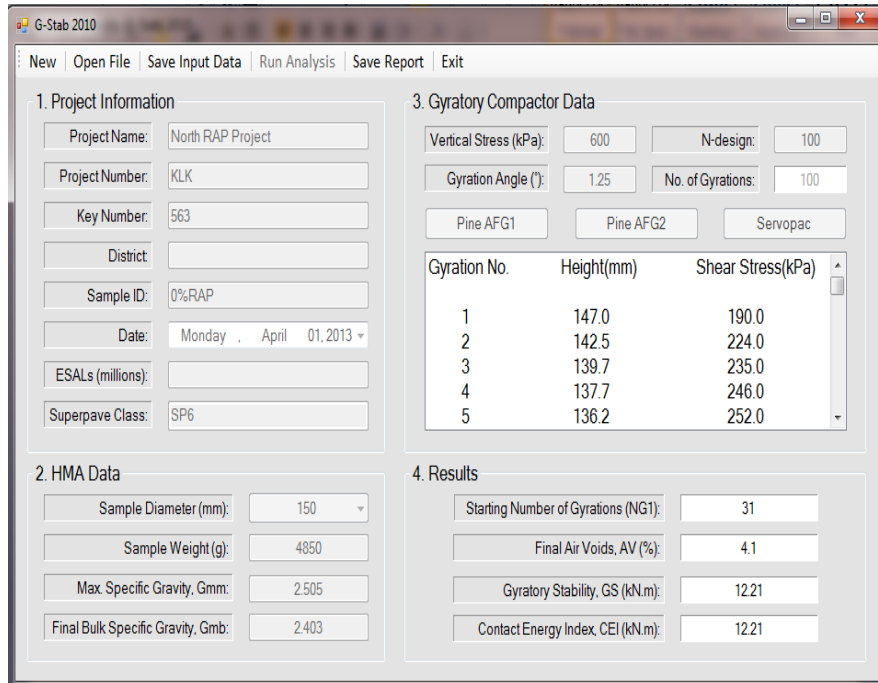 G-Stab 2010
New Open File Save Input Data Run Analysis Save Report Exit
1. Project Information
Project Name: North RAP Project
Project Number: KLK
Key Number: 563
District:
Sample ID: 0%RAP
Date: Monday , April 01, 2013
ESALs (millions):
Superpave Class: SP6
2. HMA Data
Sample Diameter (mm): 150
Sample Weight (g): 4850
Max. Specific Gravity, Gmm: 2.505
Final Bulk Specific Gravity, Gmb: 2.403
3. Gyratory Compactor Data
Vertical Stress (kPa): 600 N-design: 100
Gyration Angle (°): 1.25 No. of Gyrations: 100
Pine AFG1 Pine AFG2 Servopac
Gyration No. Height(mm) Shear Stress(kPa)
1 147.0 190.0
2 142.5 224.0
3 139.7 235.0
4 137.7 246.0
5 136.2 252.0
4. Results
Starting Number of Gyrations (NG1): 31
Final Air Voids, AV (%): 4.1
Gyratory Stability, GS (kN.m): 12.21
Contact Energy Index, CEI (kN.m): 12.21